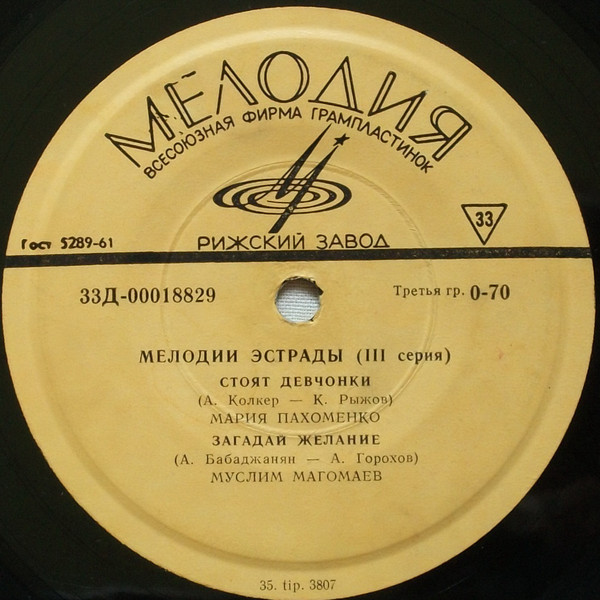 МЕЛОДИЯ
ВСЕСОЮЗНАЯ ФИРМА ГРАМПЛАСТИНОК
33
Гост 5289-61
РИЖСКИЙ ЗАВОД
33Д-00018829
Третья гр. 0-70
МЕЛОДИИ ЭСТРАДЫ (III серия)
СТОЯТ ДЕВЧОНКИ
(А. Колкер — К. Рыжов)
МАРИЯ ПАХОМЕНКО
ЗАГАДАЙ ЖЕЛАНИЕ
(А. Бабаджанян — А. Горохов)
МУСЛИМ МАГОМАЕВ
35. tip. 3807